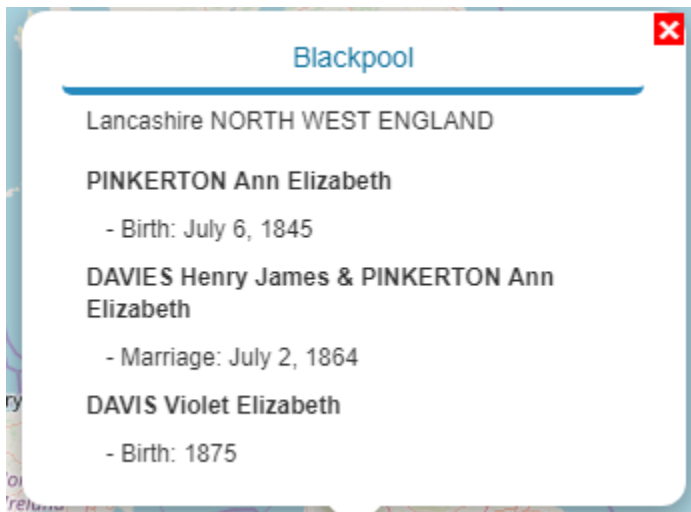 Blackpool
Lancashire NORTH WEST ENGLAND
PINKERTON Ann Elizabeth
- Birth: July 6, 1845
DAVIES Henry James & PINKERTON Ann
Elizabeth
- Marriage: July 2, 1864
DAVIS Violet Elizabeth
- Birth: 1875